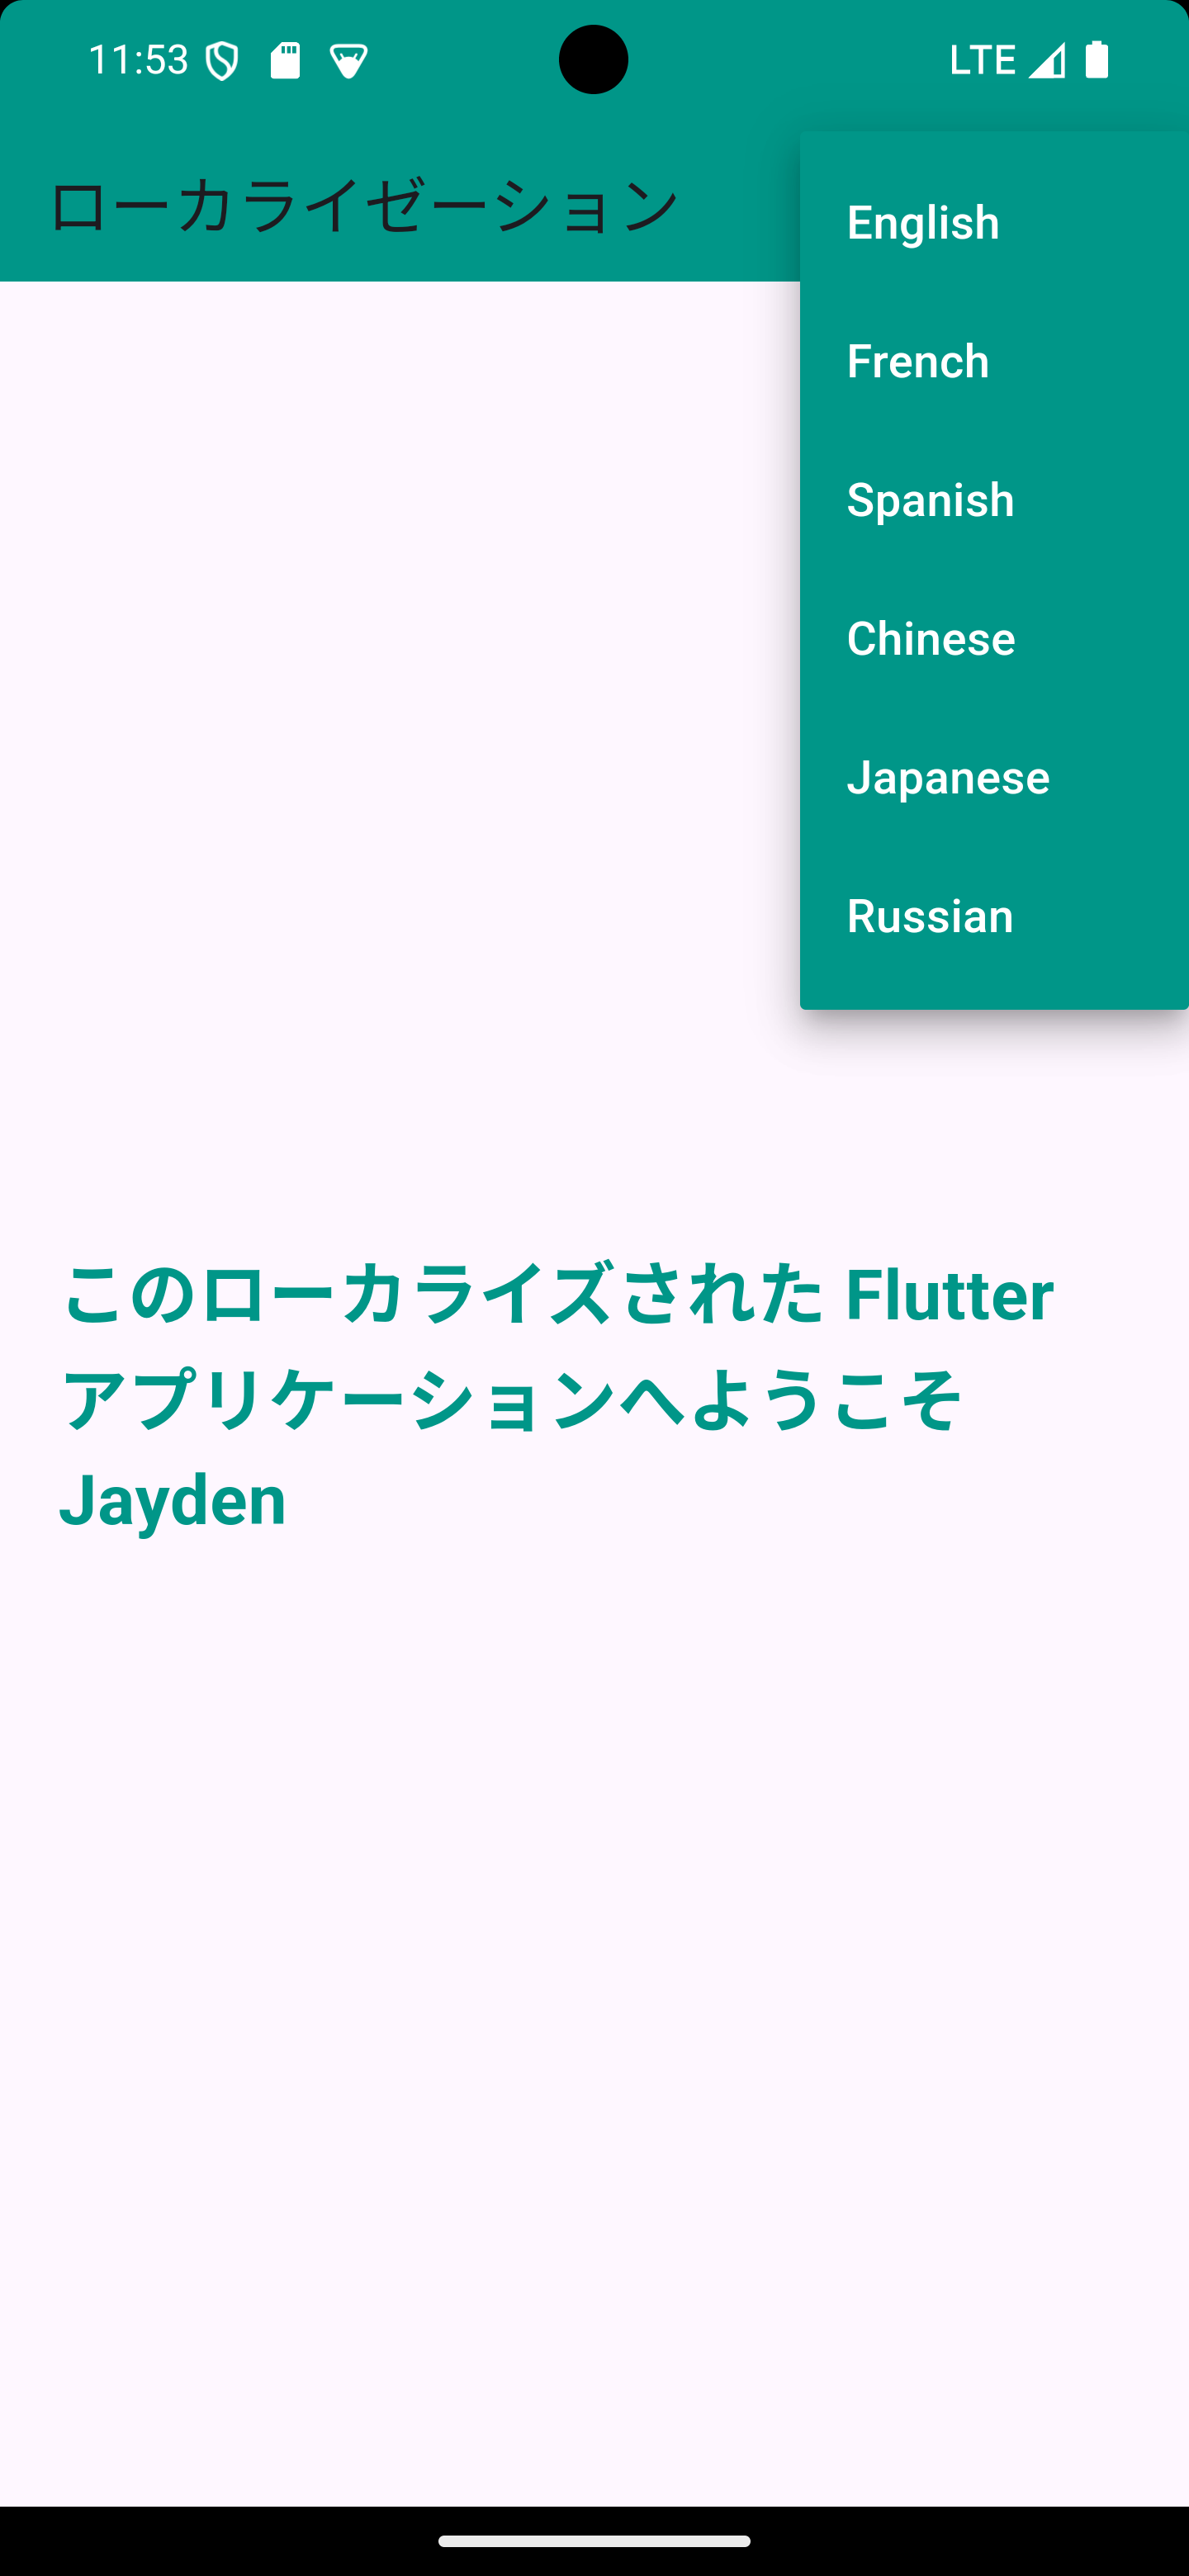 11:53
LTE
ローカライゼーション
English
French
Spanish
Chinese
Japanese
Russian
このローカライズされた Flutter
アプリケーションへようこそ
Jayden